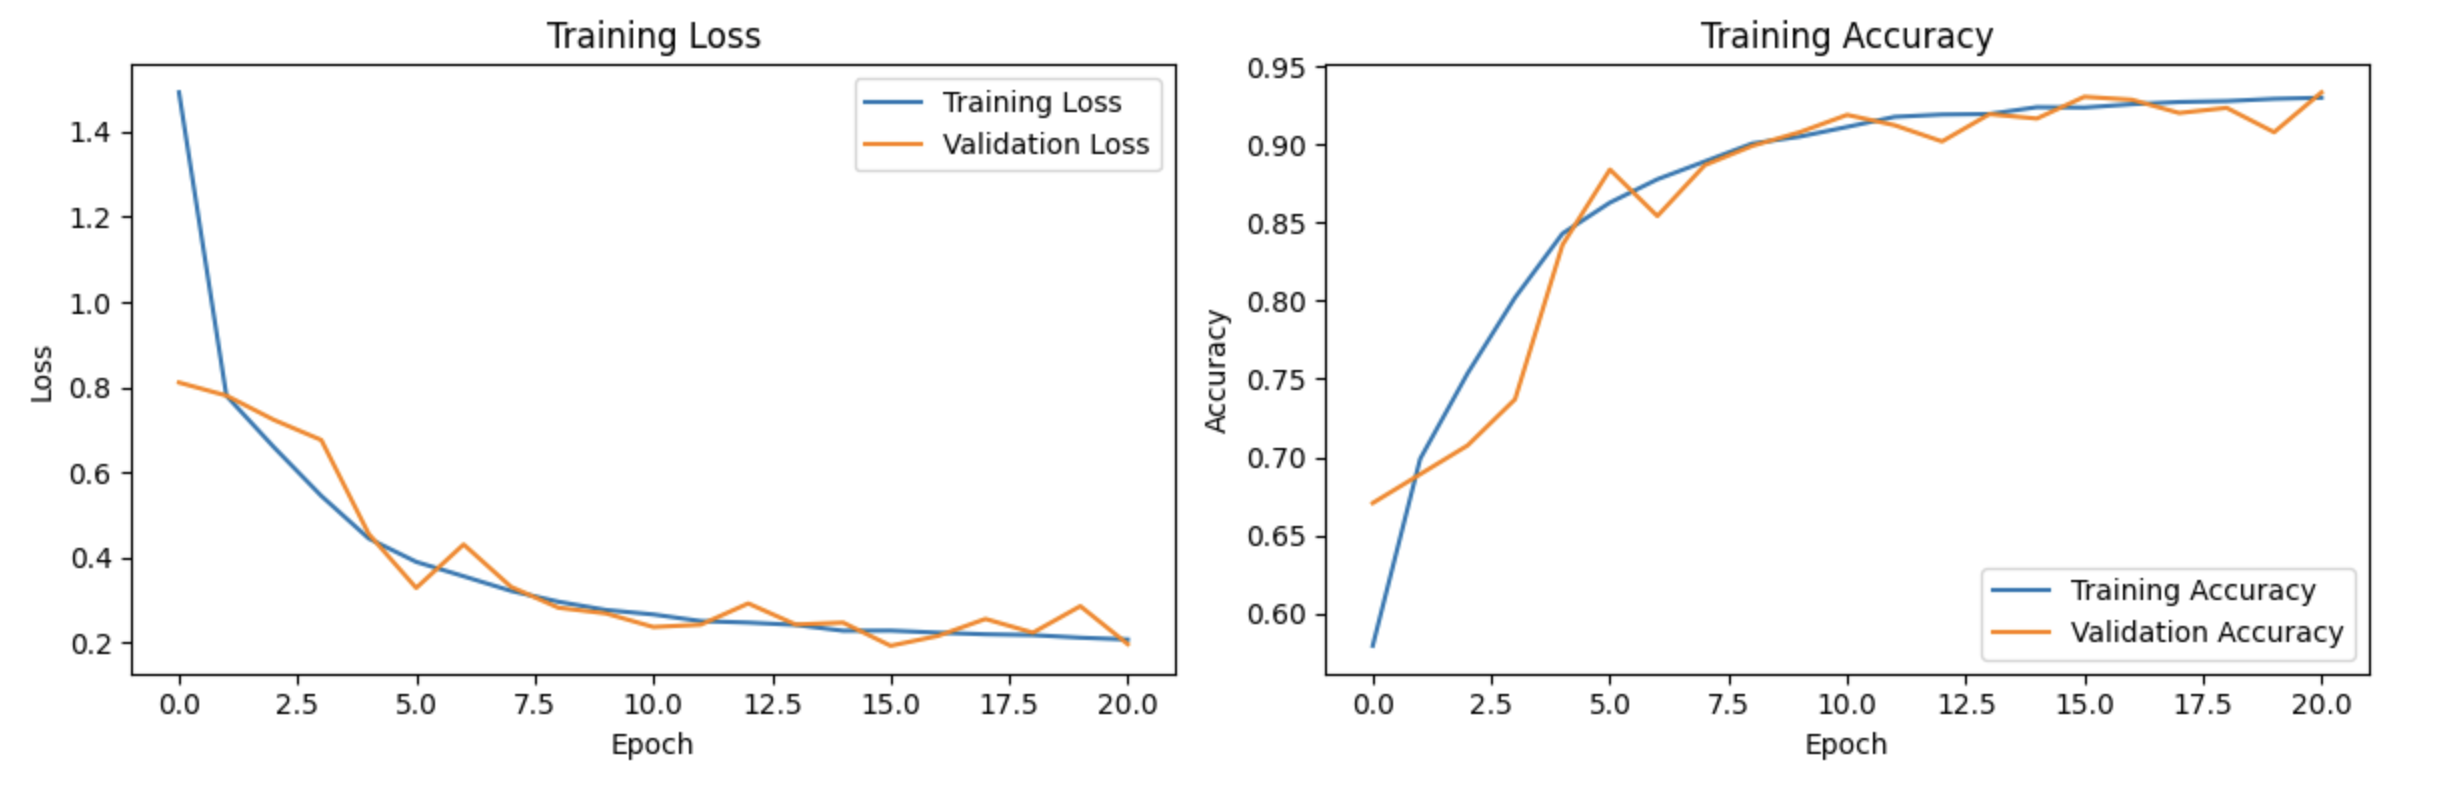 Training Loss
Training Loss
Validation Loss
1.4
1.2
1.0
0.8
0.6
0.4
0.2
Loss
0.0 2.5 5.0 7.5 10.0 12.5 15.0 17.5 20.0
Epoch
Training Accuracy
0.95
0.90
0.85
0.80
0.75
0.70
0.65
0.60
Accuracy
Training Accuracy
Validation Accuracy
0.0 2.5 5.0 7.5 10.0 12.5 15.0 17.5 20.0
Epoch